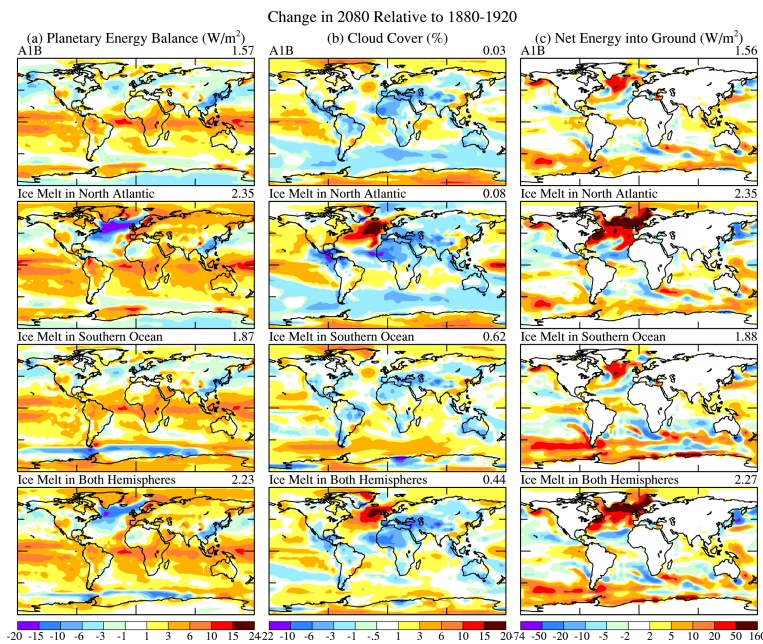 Change in 2080 Relative to 1880-1920
(a) Planetary Energy Balance (W/m²) (b) Cloud Cover (%) (c) Net Energy into Ground (W/m²)
A1B 1.57 A1B 0.03 A1B 1.56
Ice Melt in North Atlantic 2.35 Ice Melt in North Atlantic 0.08 Ice Melt in North Atlantic 2.35
Ice Melt in Southern Ocean 1.87 Ice Melt in Southern Ocean 0.62 Ice Melt in Southern Ocean 1.88
Ice Melt in Both Hemispheres 2.23 Ice Melt in Both Hemispheres 0.44 Ice Melt in Both Hemispheres 2.27
-20 -15 -10 -6 -3 -1 1 3 6 10 15 24 -22 -10 -6 -3 -1 -.5 1 3 6 10 15 20 -74 -50 -20 -10 -5 -2 2 5 10 20 50 16